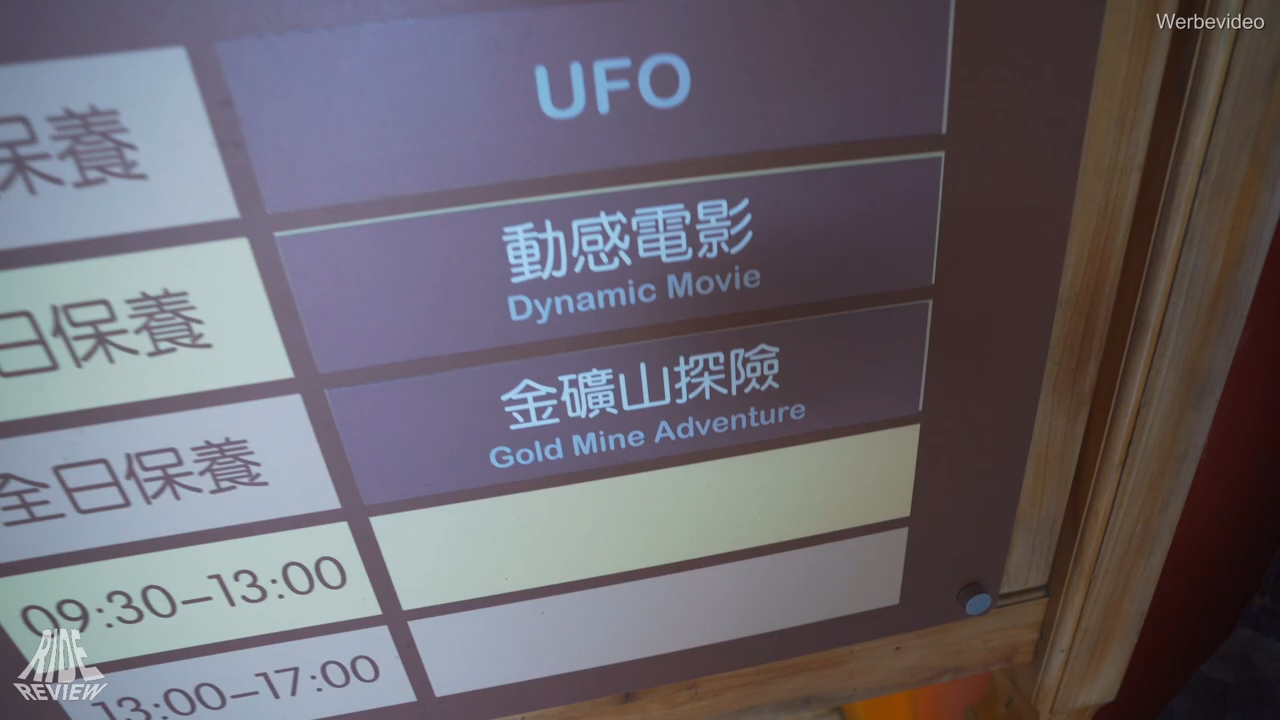 Werbevideo
保養
UFO
日保養
動感電影
Dynamic Movie
全日保養
金礦山探險
Gold Mine Adventure
09:30-13:00
13:00-17:00
RIDE
REVIEW